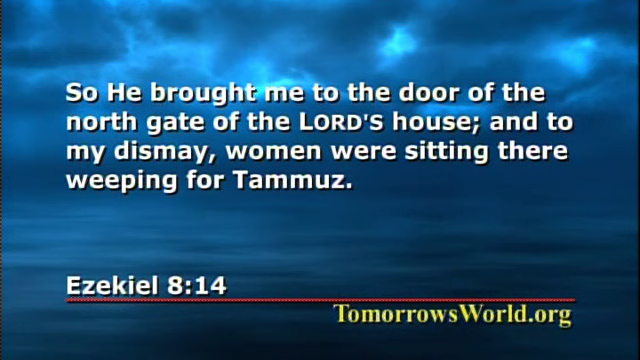 So He brought me to the door of the
north gate of the LORD'S house; and to
my dismay, women were sitting there
weeping for Tammuz.
Ezekiel 8:14
TomorrowsWorld.org